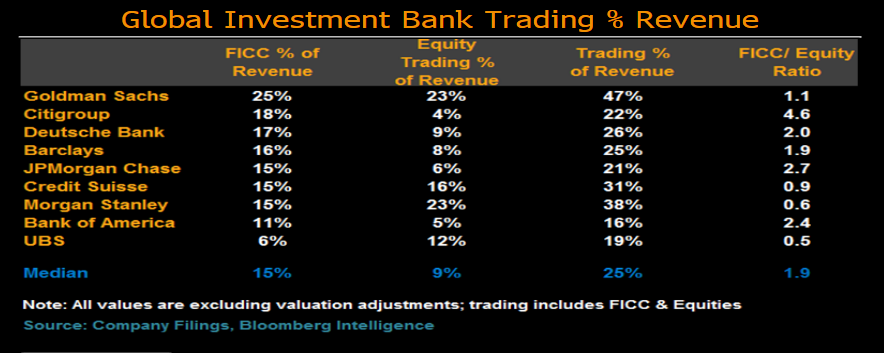 Global Investment Bank Trading % Revenue
FICC % of Revenue Equity Trading % of Revenue Trading % of Revenue FICC/ Equity Ratio
Goldman Sachs 25% 23% 47% 1.1
Citigroup 18% 4% 22% 4.6
Deutsche Bank 17% 9% 26% 2.0
Barclays 16% 8% 25% 1.9
JPMorgan Chase 15% 6% 21% 2.7
Credit Suisse 15% 16% 31% 0.9
Morgan Stanley 15% 23% 38% 0.6
Bank of America 11% 5% 16% 2.4
UBS 6% 12% 19% 0.5
Median 15% 9% 25% 1.9
Note: All values are excluding valuation adjustments; trading includes FICC & Equities
Source: Company Filings, Bloomberg Intelligence